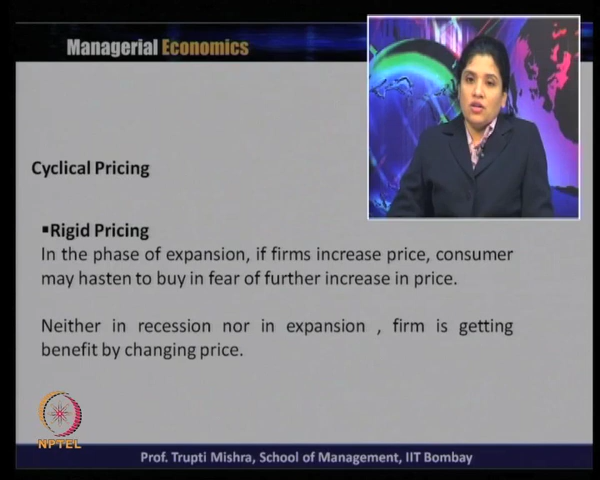 Managerial Economics
Cyclical Pricing
▪Rigid Pricing
In the phase of expansion, if firms increase price, consumer
may hasten to buy in fear of further increase in price.
Neither in recession nor in expansion , firm is getting
benefit by changing price.
NPTEL
Prof. Trupti Mishra, School of Management, IIT Bombay